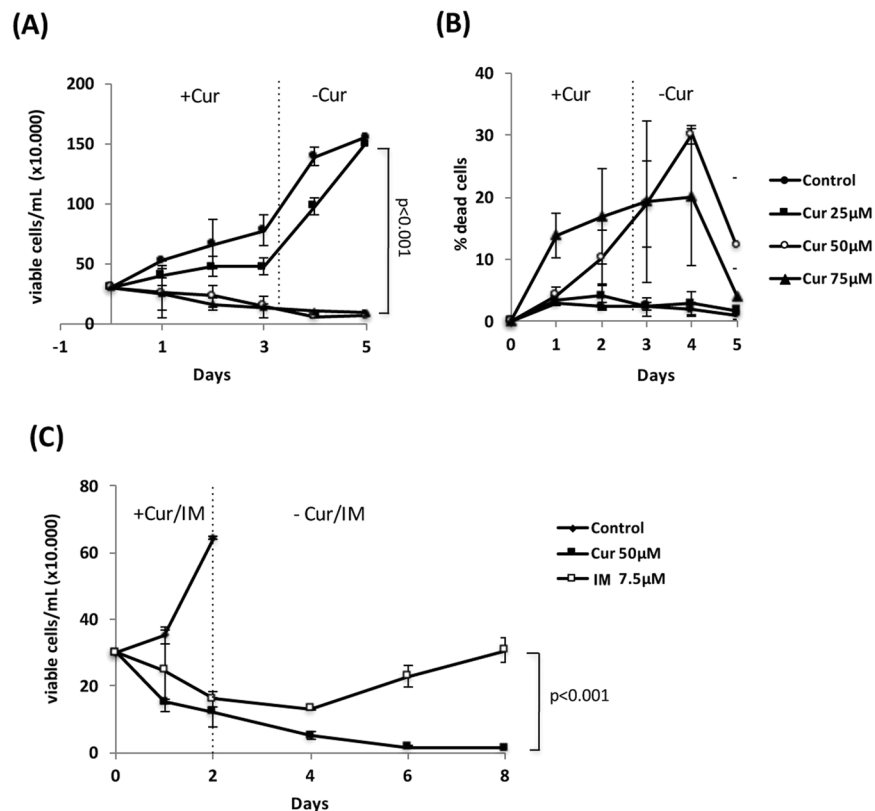 (A)
200
150
100
50
0
-1
1
3
5
viable cells/mL (x10.000)
Days
+Cur
-Cur
p<0.001
(B)
40
30
20
10
0
0
1
2
3
4
5
% dead cells
Days
+Cur
-Cur
Control
Cur 25µM
Cur 50µM
Cur 75µM
(C)
80
60
40
20
0
0
2
4
6
8
viable cells/mL (x10.000)
Days
+Cur/IM
- Cur/IM
Control
Cur 50µM
IM 7.5µM
p<0.001